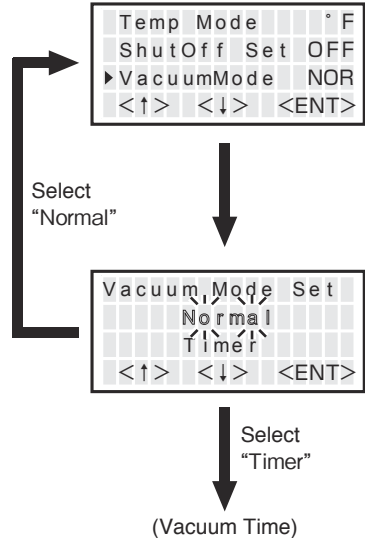 Temp Mode °F
ShutOff Set OFF
▶VacuumMode NOR
<↑> <↓> <ENT>
Select
“Normal”
Vacuum Mode Set
Normal
Timer
<↑> <↓> <ENT>
Select
“Timer”
(Vacuum Time)